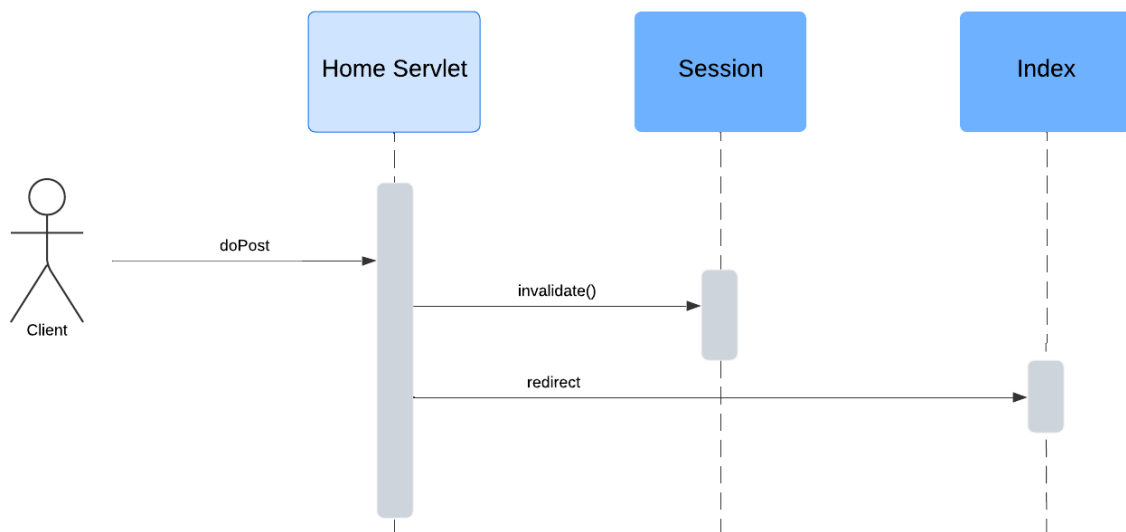 Home Servlet
Session
Index
doPost
invalidate()
Client
redirect